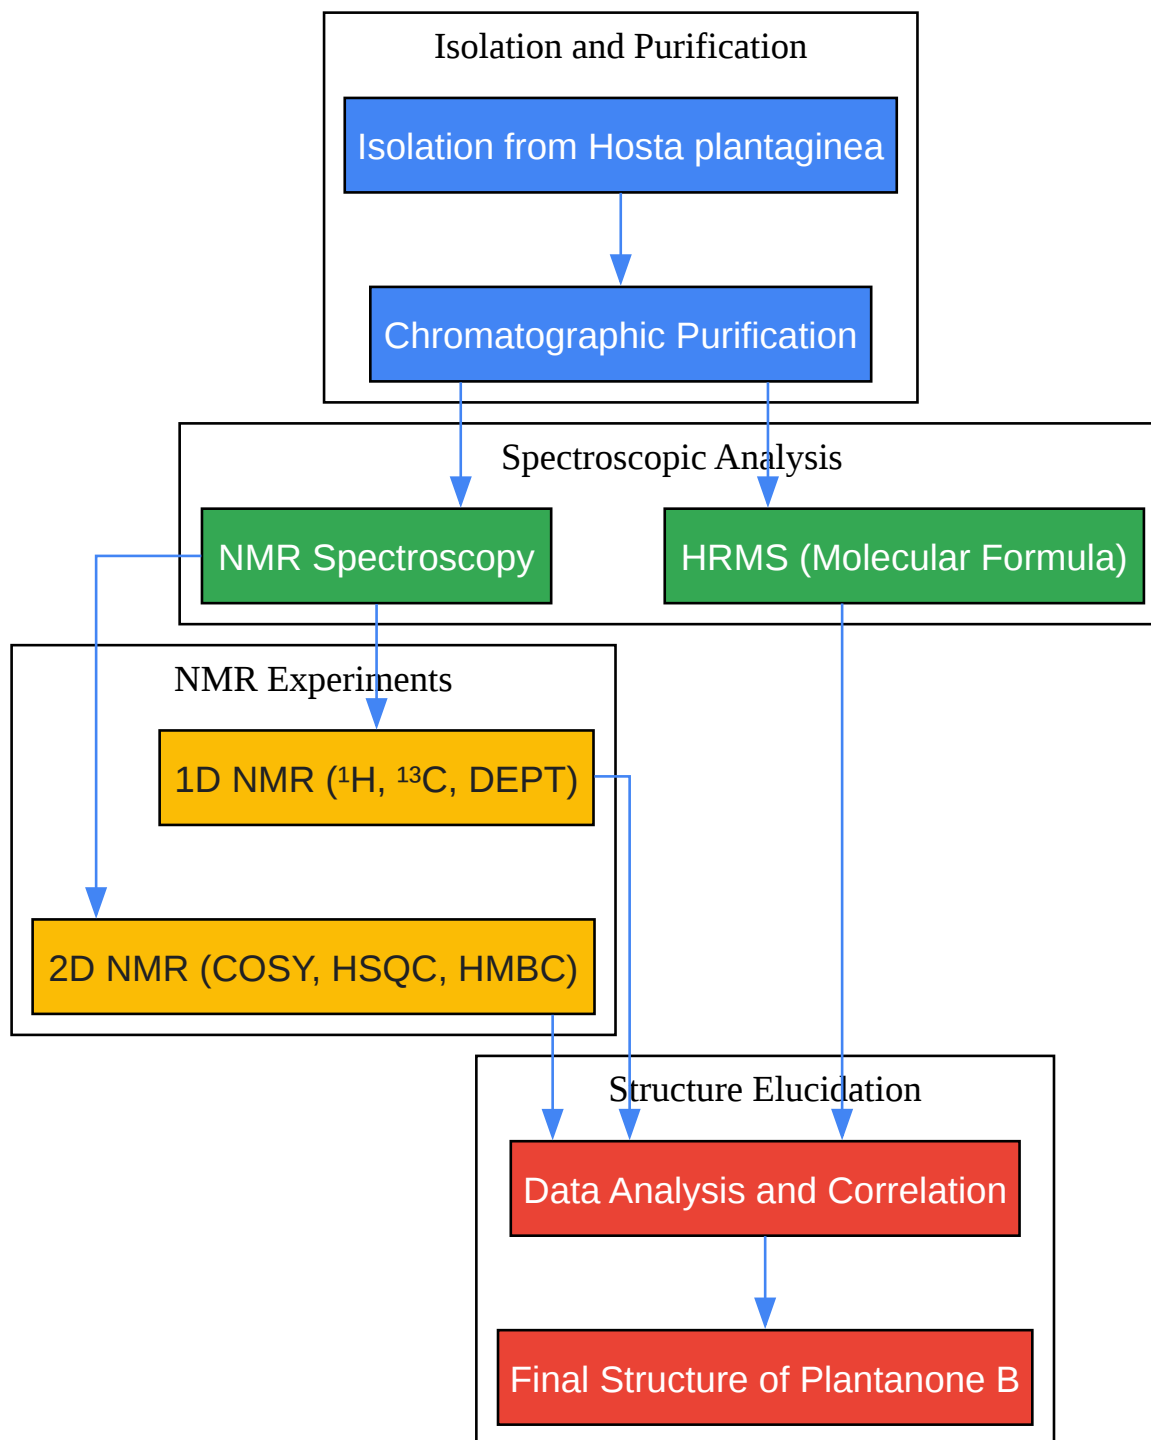 Isolation and Purification
Isolation from Hosta plantaginea
Chromatographic Purification
Spectroscopic Analysis
NMR Spectroscopy
HRMS (Molecular Formula)
NMR Experiments
1D NMR (¹H, ¹³C, DEPT)
2D NMR (COSY, HSQC, HMBC)
Structure Elucidation
Data Analysis and Correlation
Final Structure of Plantanone B